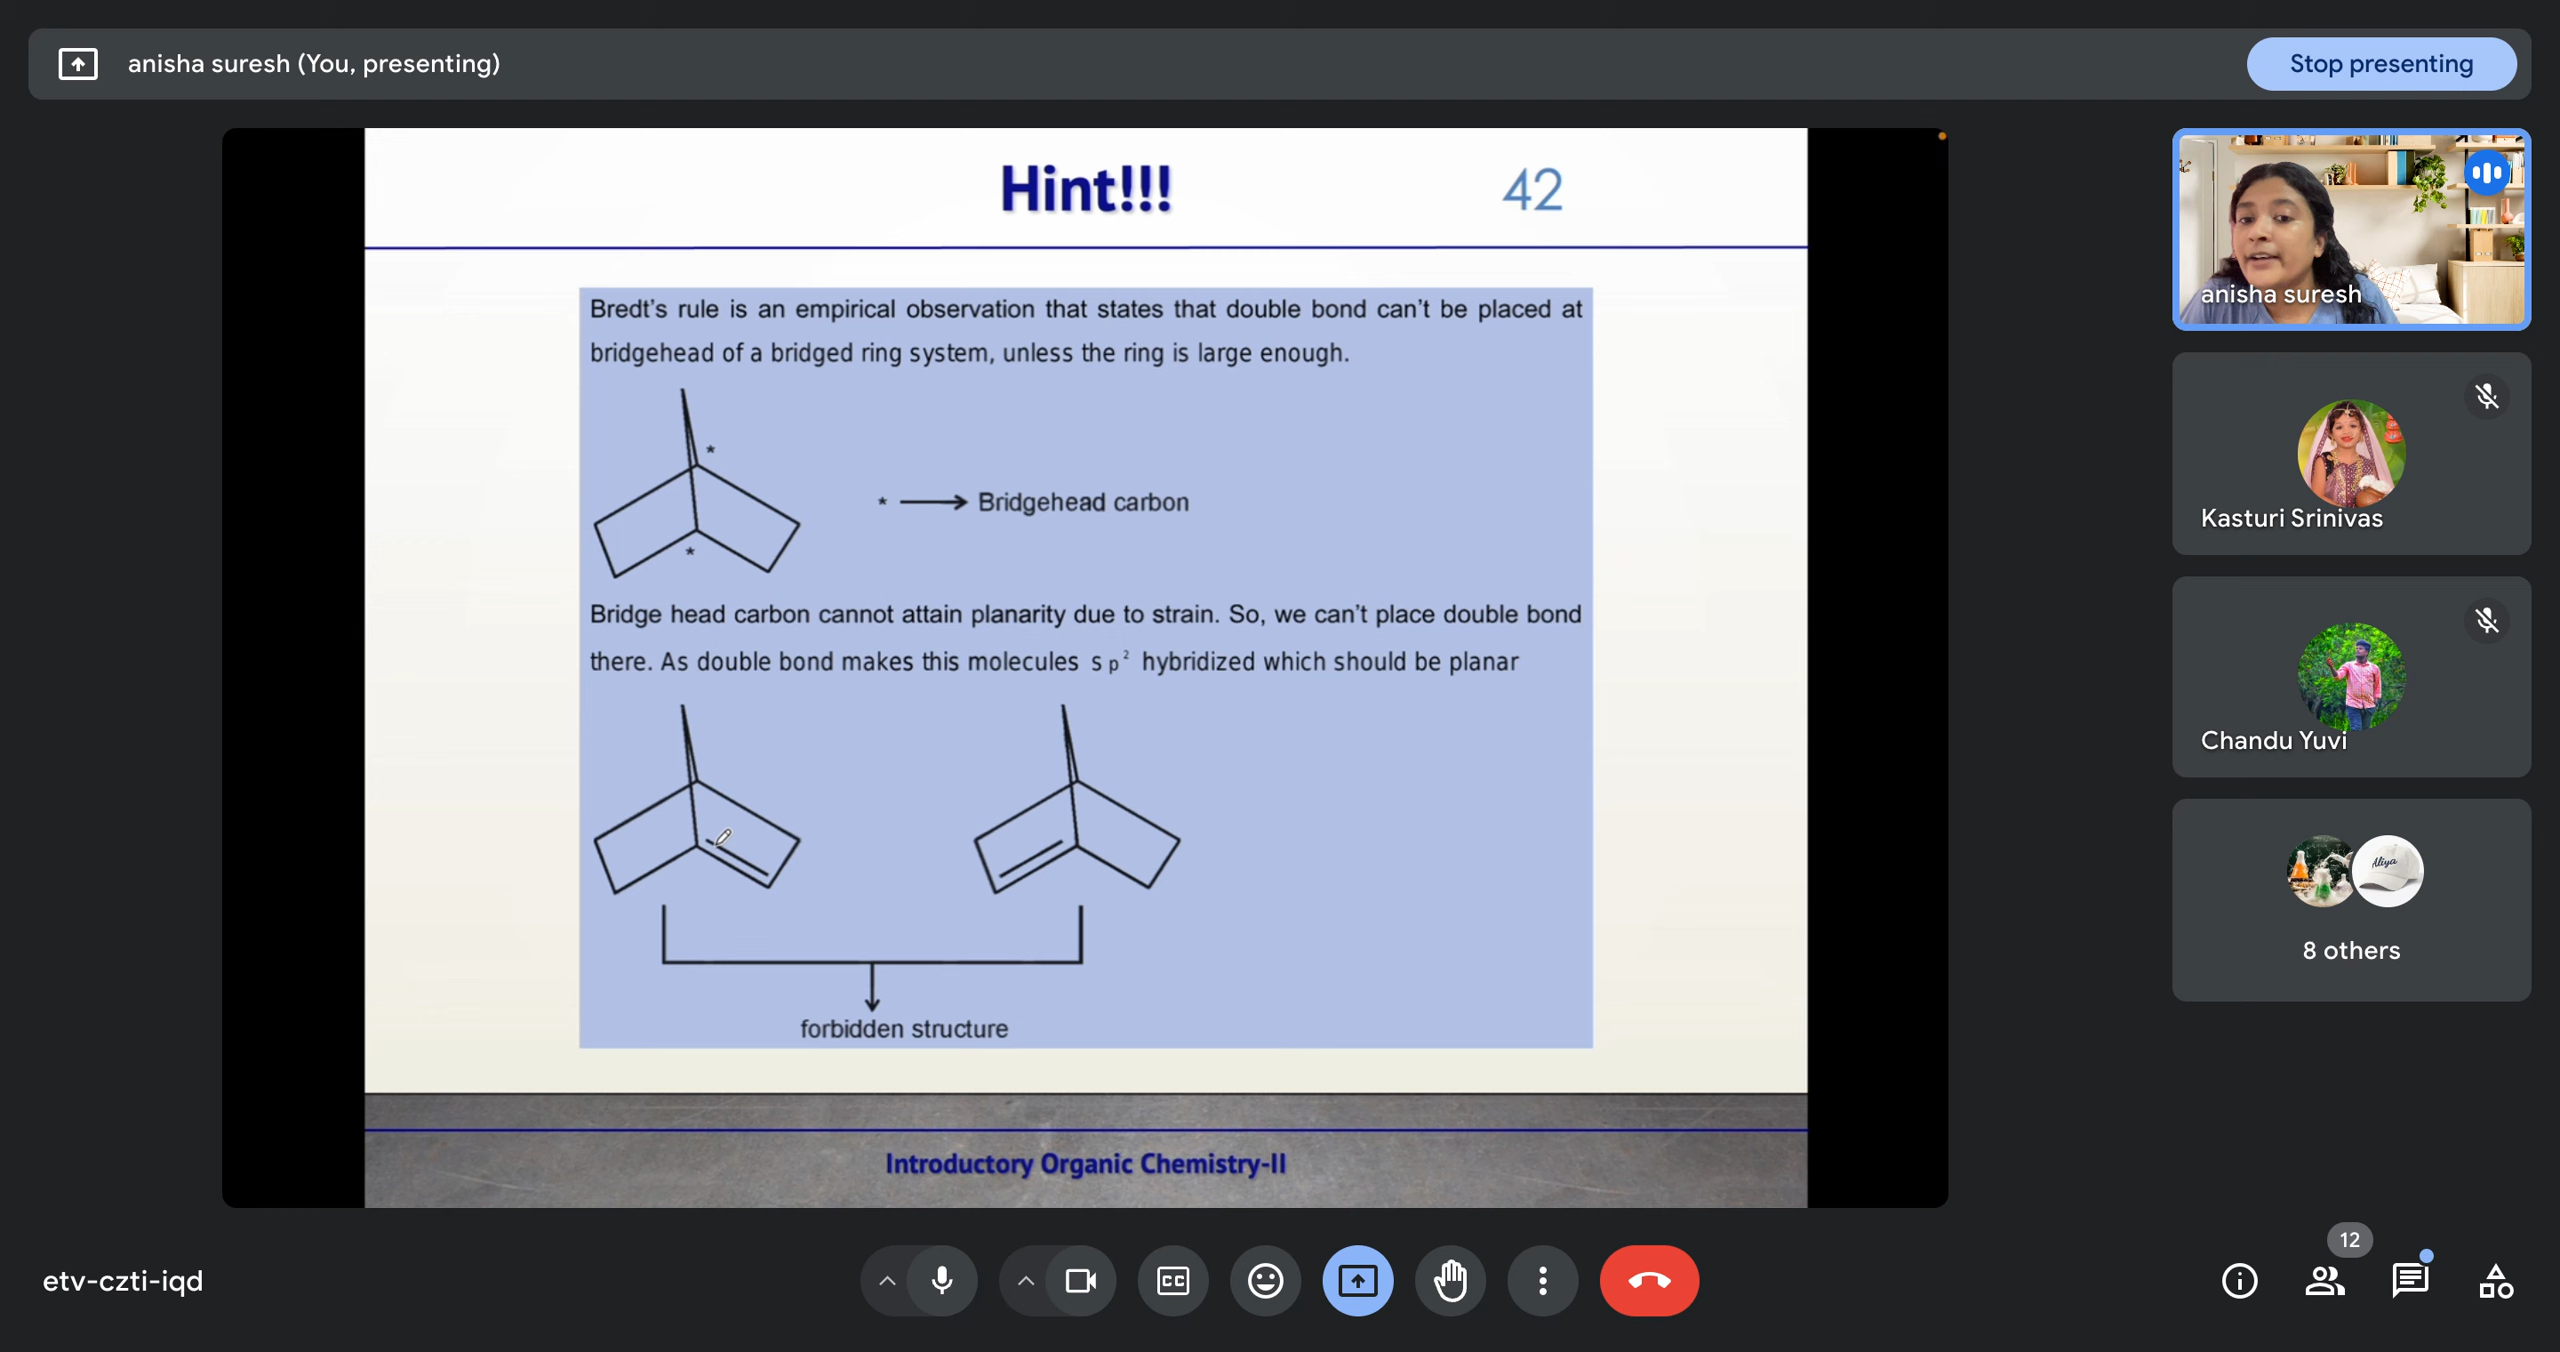 anisha suresh (You, presenting)
Stop presenting
Hint!!!
42
Bredt's rule is an empirical observation that states that double bond can't be placed at
bridgehead of a bridged ring system, unless the ring is large enough.
*
* ⟶ Bridgehead carbon
*
Bridge head carbon cannot attain planarity due to strain. So, we can't place double bond
there. As double bond makes this molecules sp² hybridized which should be planar
forbidden structure
Introductory Organic Chemistry-II
anisha suresh
Kasturi Srinivas
Chandu Yuvi
Aliya
8 others
etv-czti-iqd
CC
12